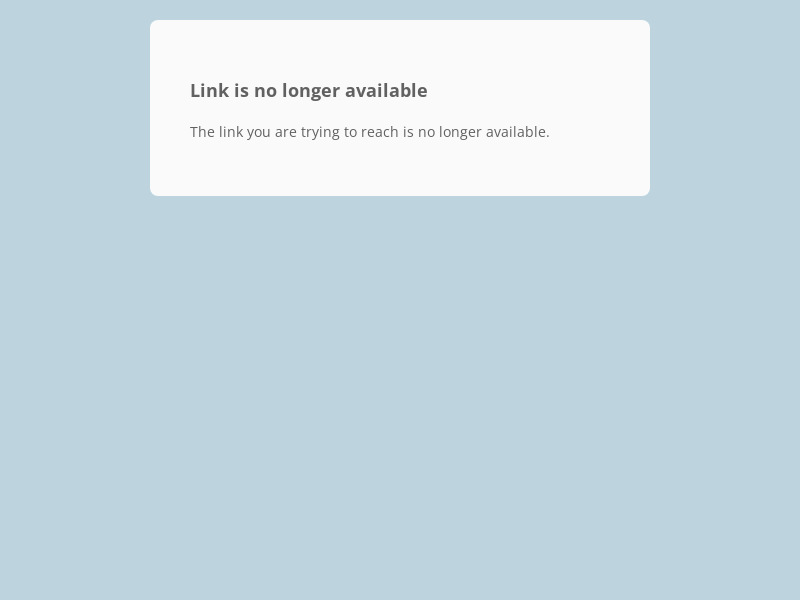 Link is no longer available
The link you are trying to reach is no longer available.